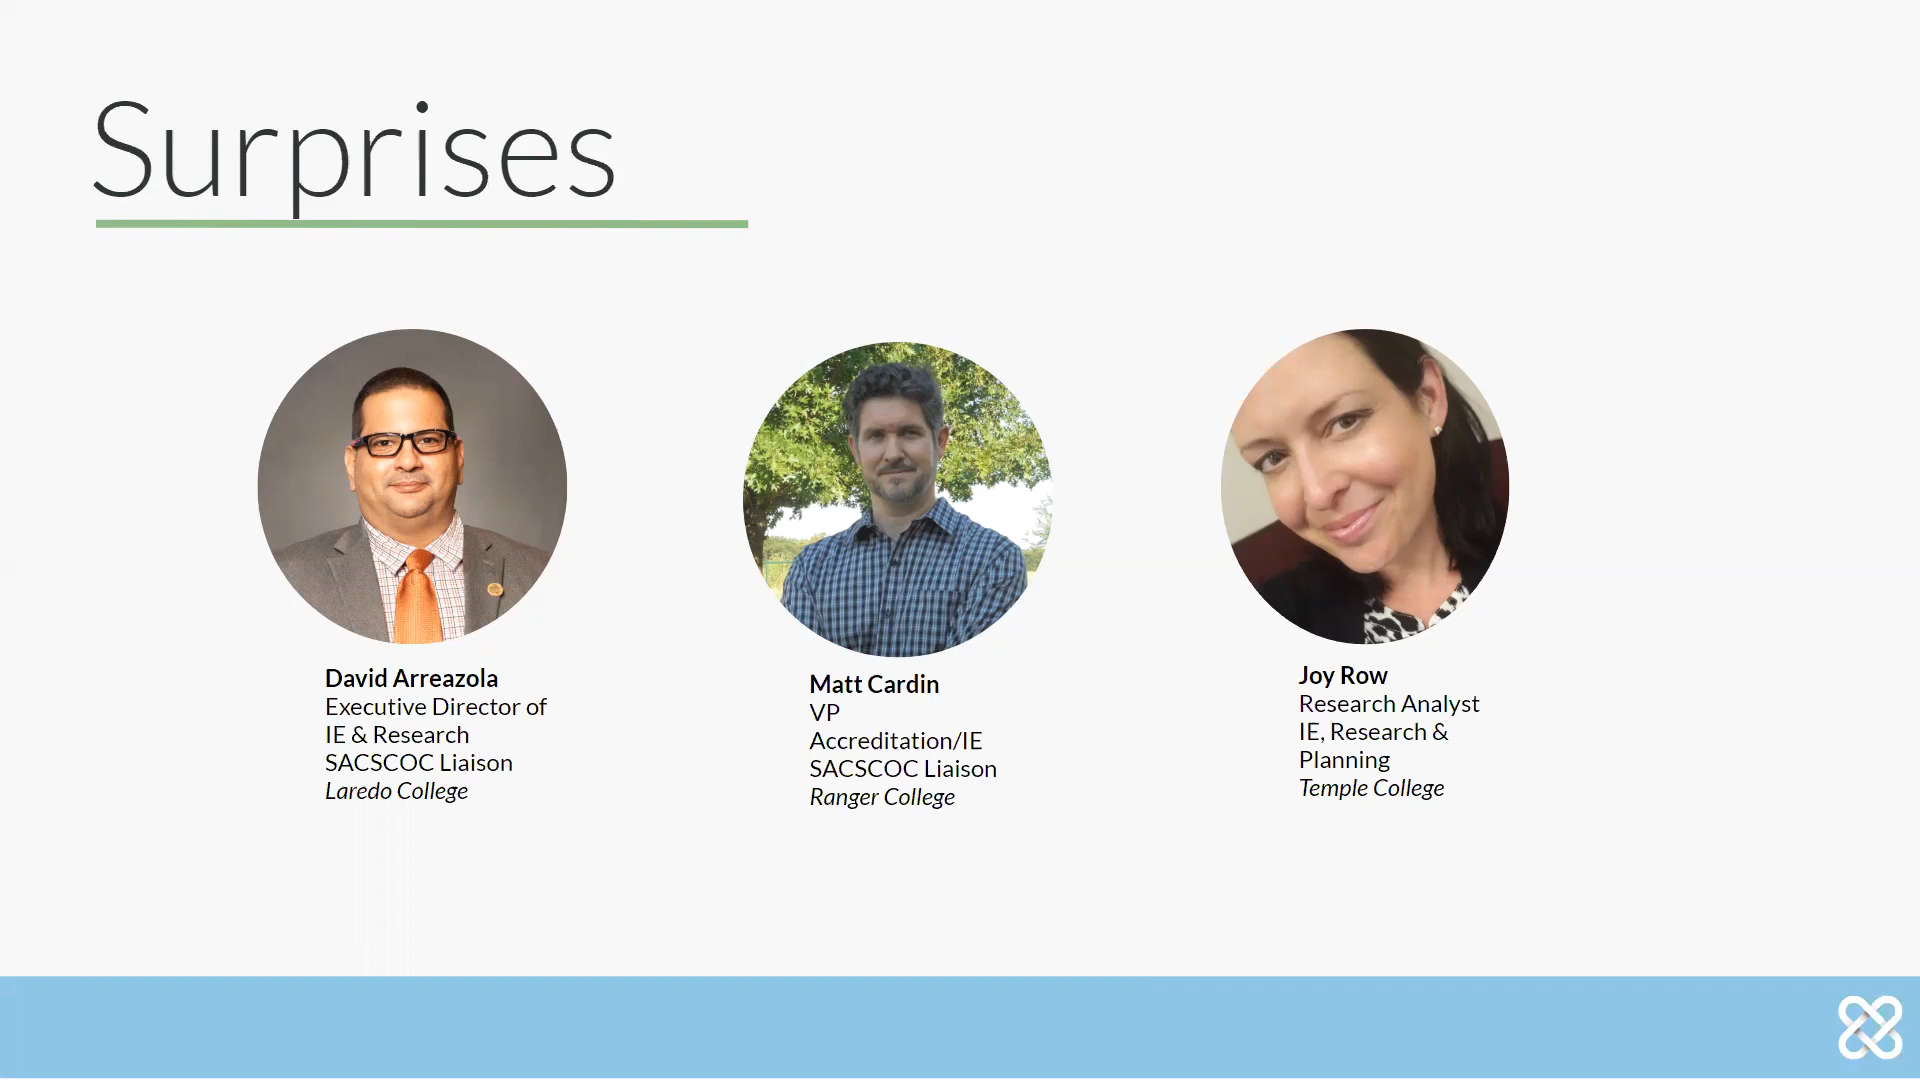 Surprises
David Arreazola
Executive Director of
IE & Research
SACSCOC Liaison
Laredo College
Matt Cardin
VP
Accreditation/IE
SACSCOC Liaison
Ranger College
Joy Row
Research Analyst
IE, Research &
Planning
Temple College